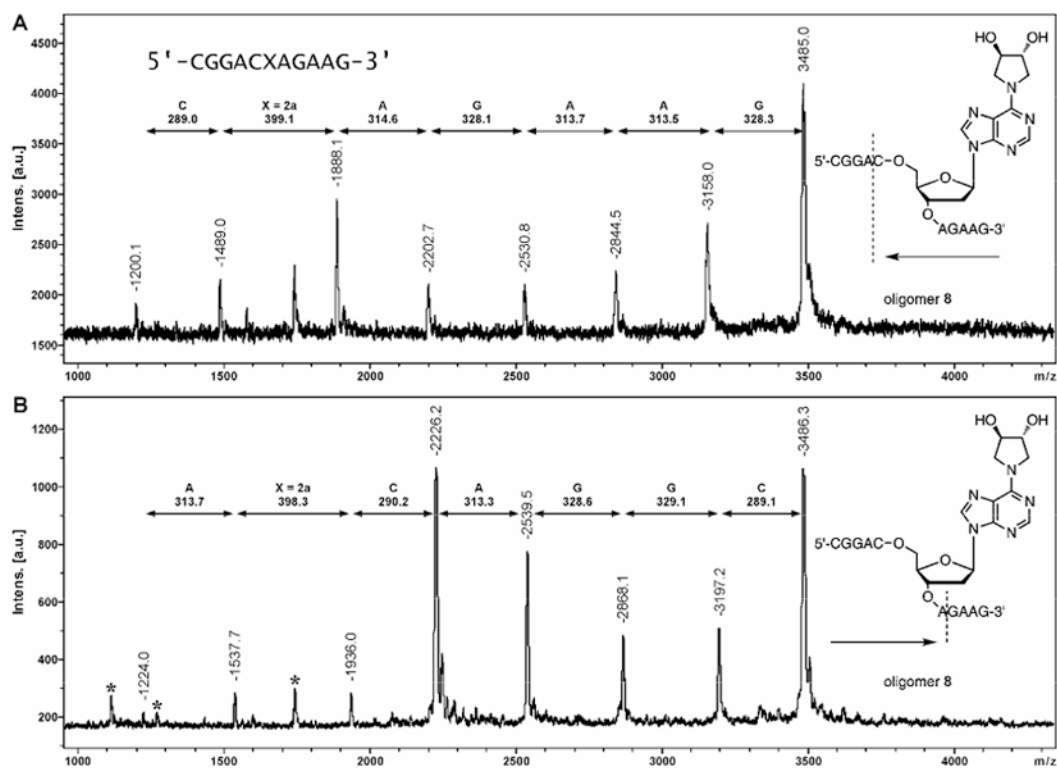 A
5'-CGGACXAGAAG-3'
C X = 2a A G A A G
289.0 399.1 314.6 328.1 313.7 313.5 328.3
-1200.1
-1489.0
-1888.1
-2202.7
-2530.8
-2844.5
-3158.0
3485.0
Intens. [a.u.]
4500
4000
3500
3000
2500
2000
1500
1000 1500 2000 2500 3000 3500 4000 m/z
HO OH
N
N N
N N
5'-CGGAC-O
O
O
AGAAG-3'
oligomer 8
B
A X = 2a C A G G C
313.7 398.3 290.2 313.3 328.6 329.1 289.1
*
-1224.0
*
-1537.7
*
-1936.0
-2226.2
-2539.5
-2868.1
-3197.2
-3486.3
Intens. [a.u.]
1200
1000
800
600
400
200
1000 1500 2000 2500 3000 3500 4000 m/z
HO OH
N
N N
N N
5'-CGGAC-O
O
O
AGAAG-3'
oligomer 8